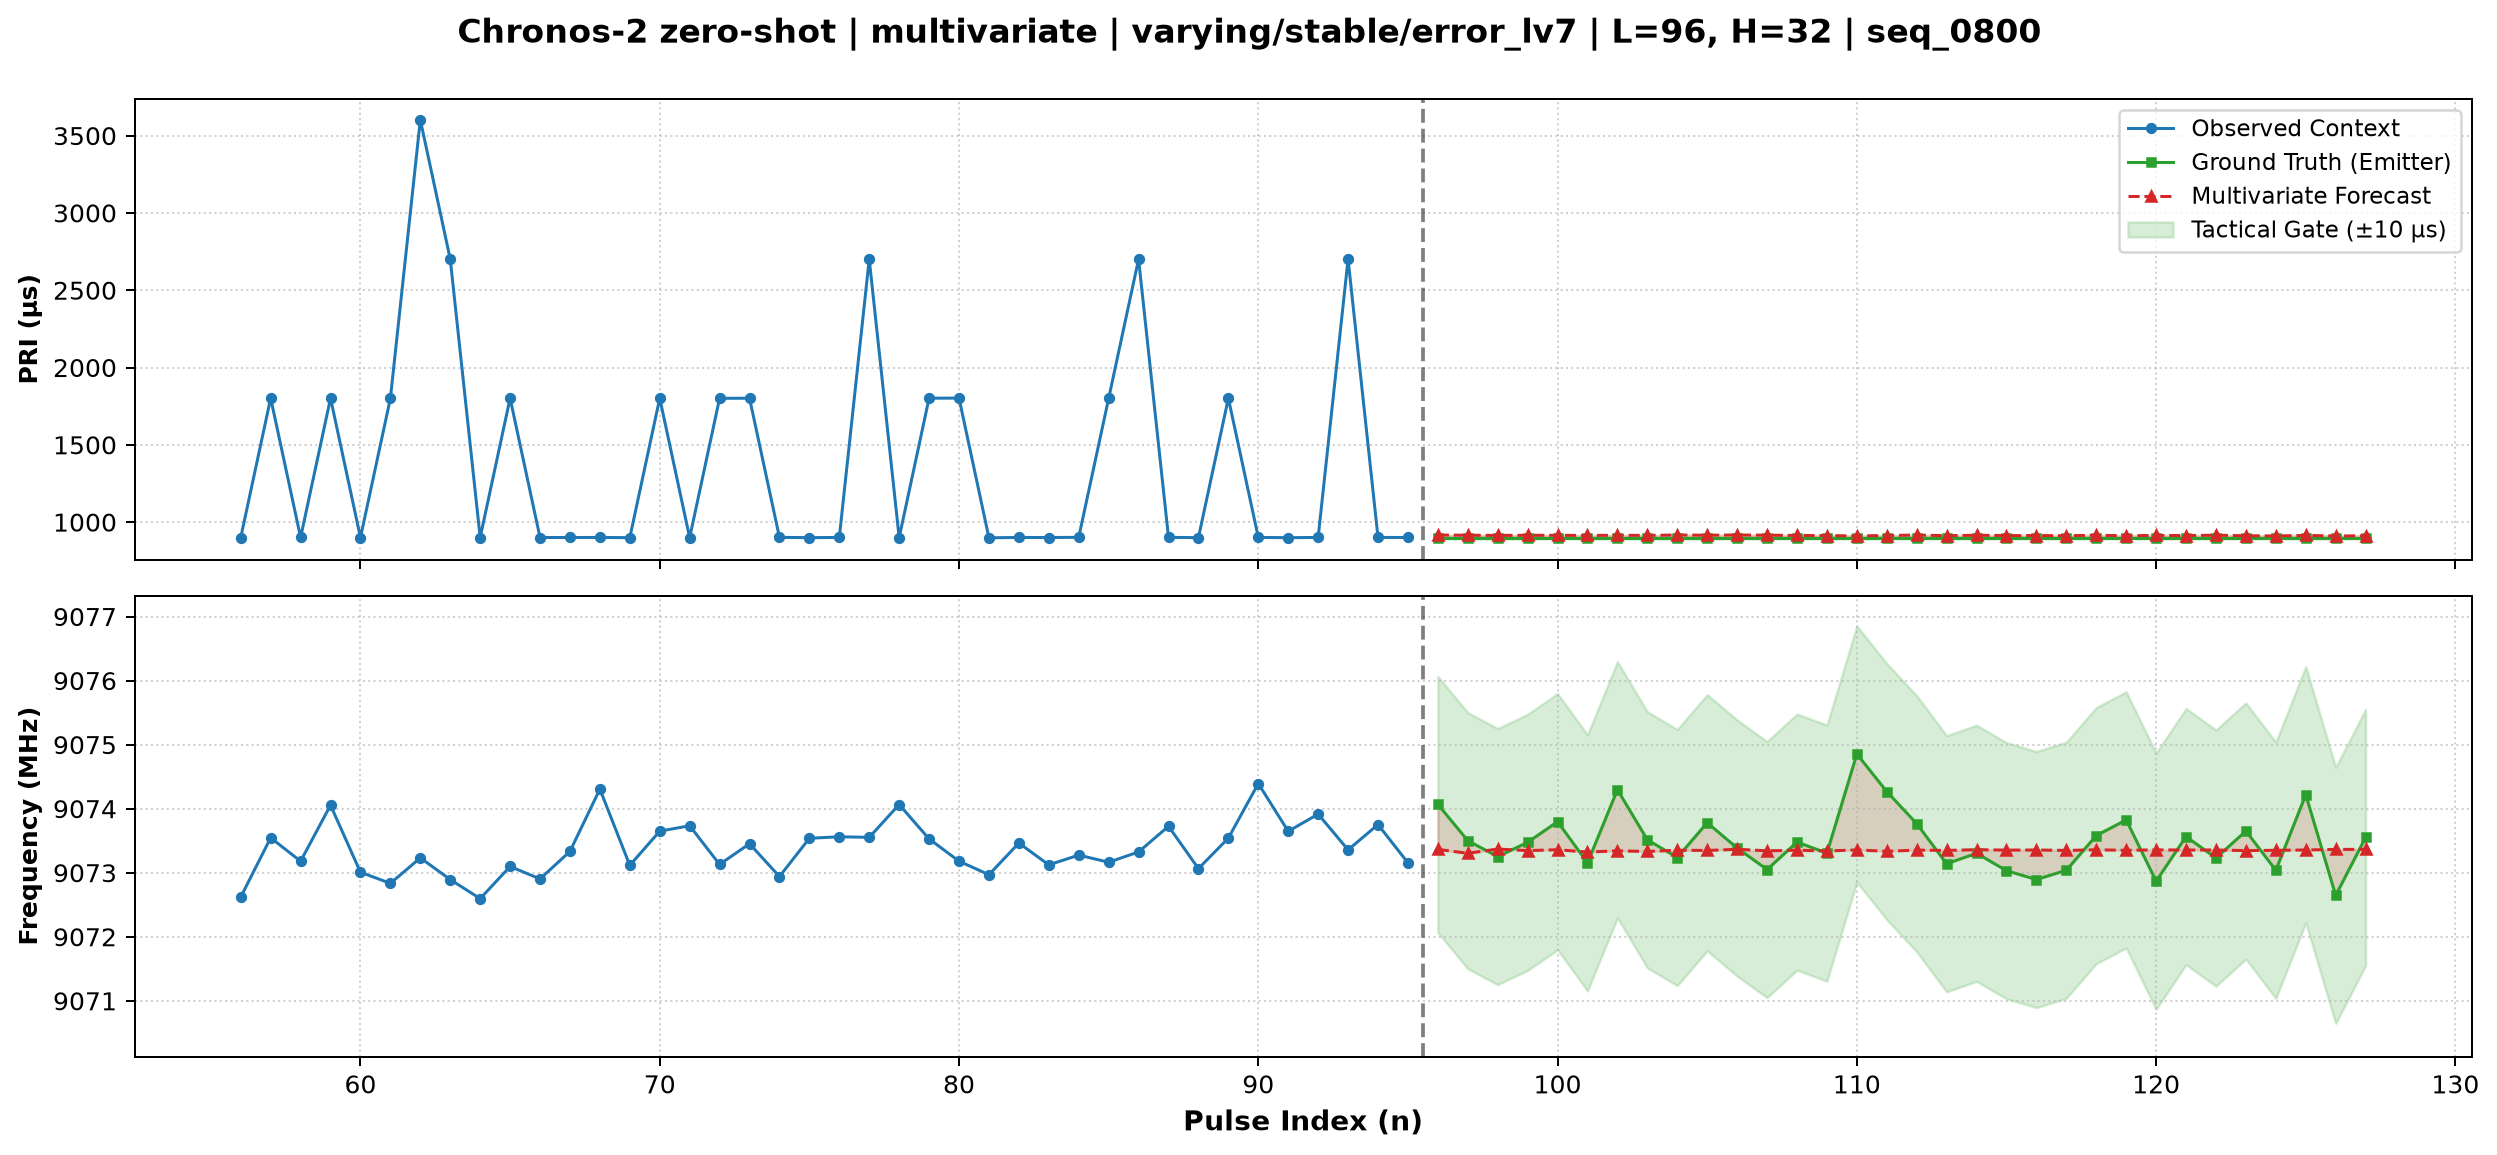 Chronos-2 zero-shot | multivariate | varying/stable/error_lv7 | L=96, H=32 | seq_0800
PRI (µs)
3500
3000
2500
2000
1500
1000
Observed Context
Ground Truth (Emitter)
Multivariate Forecast
Tactical Gate (±10 µs)
Frequency (MHz)
9077
9076
9075
9074
9073
9072
9071
60 70 80 90 100 110 120 130
Pulse Index (n)